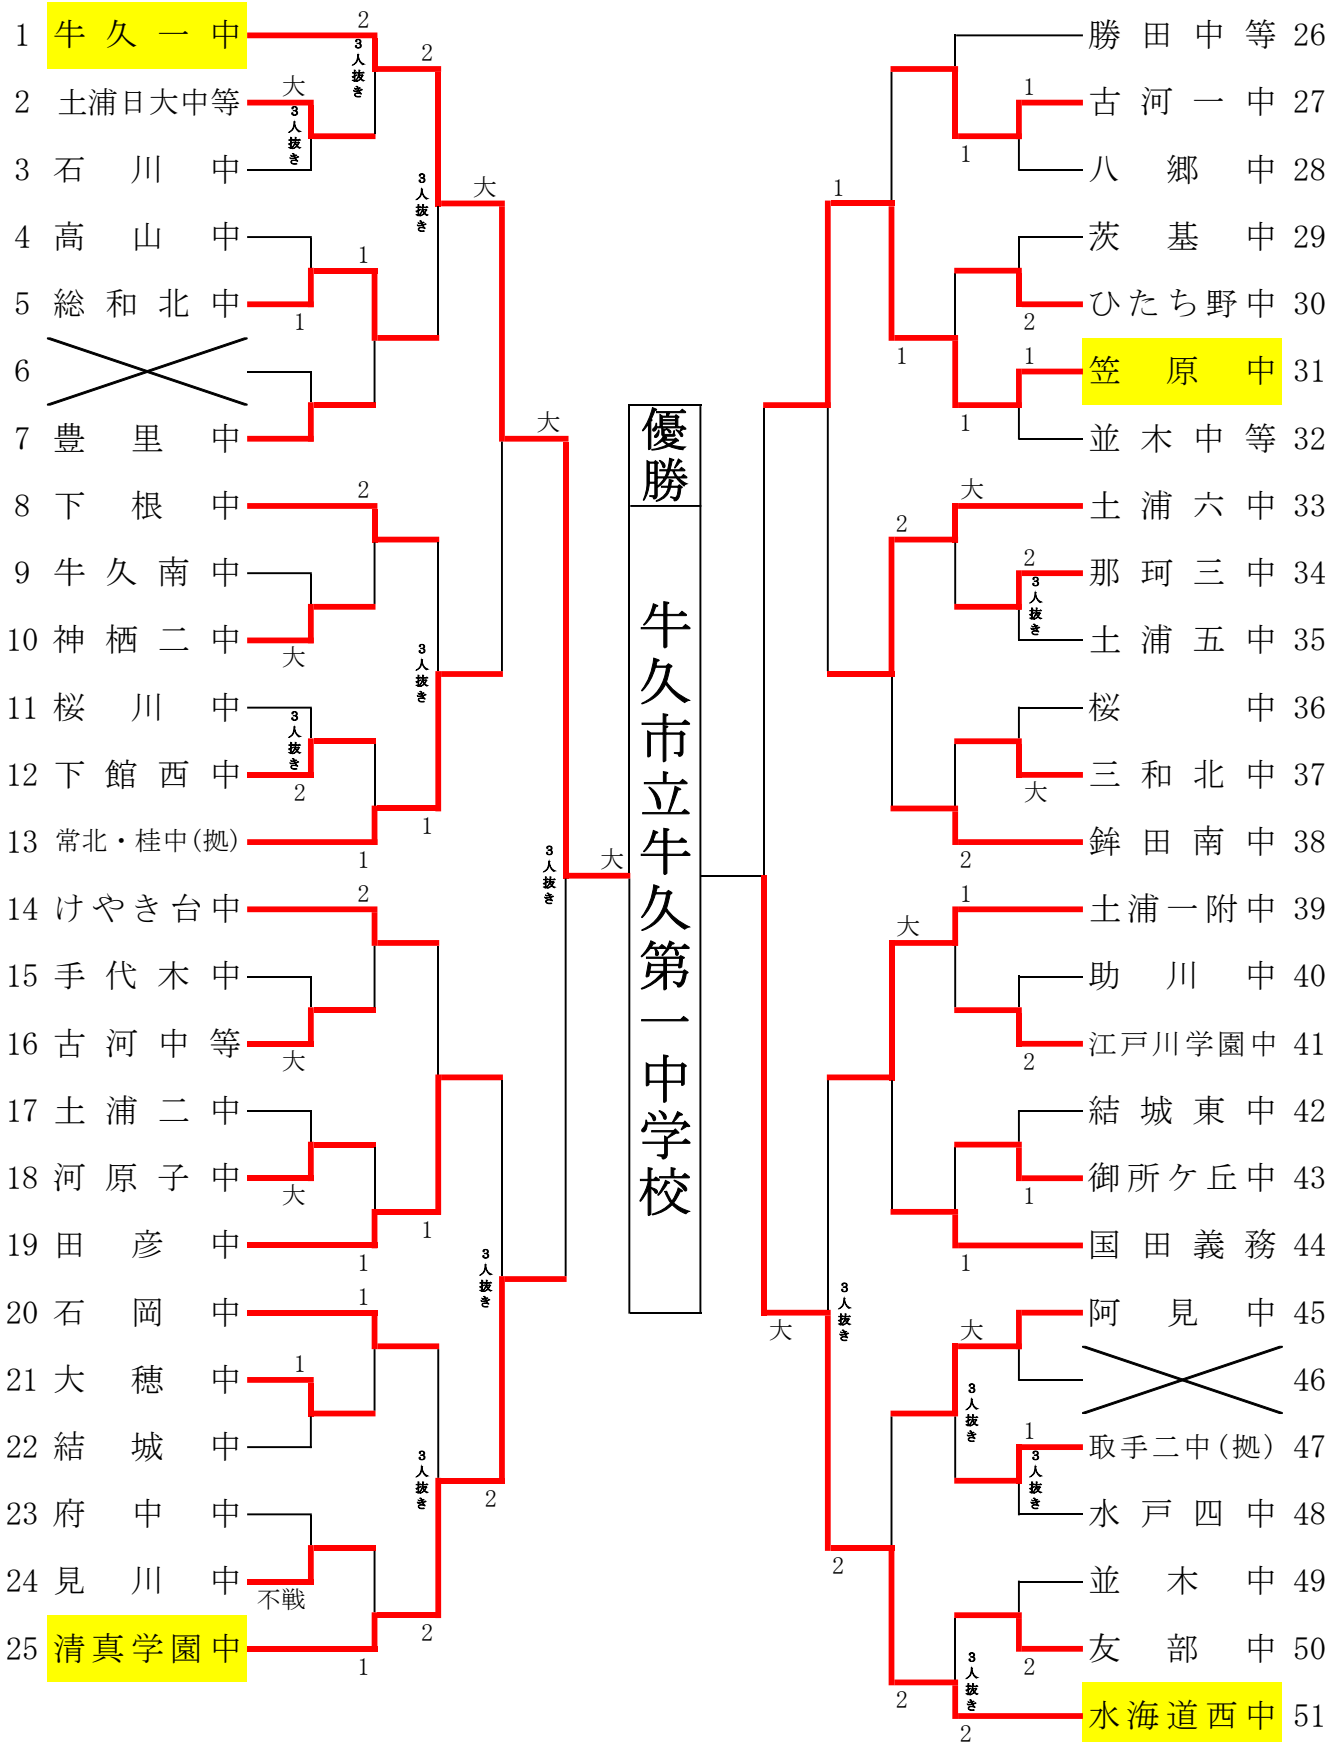 1 牛久一中
2 土浦日大中等
3 石川中
4 高山中
5 総和北中
6
7 豊里中
8 下根中
9 牛久南中
10 神栖二中
11 桜川中
12 下館西中
13 常北・桂中(拠)
14 けやき台中
15 手代木中
16 古河中等
17 土浦二中
18 河原子中
19 田彦中
20 石岡中
21 大穂中
22 結城中
23 府中中
24 見川中
25 清真学園中
2
大
1
1
2
大
2
1
2
大
大
1
1
1
不戦
1
3人抜き
3人抜き
3人抜き
2
1
1
2
3人抜き
3人抜き
3人抜き
大
2
3人抜き
大
3人抜き
大
優勝
牛久市立牛久第一中学校
大
1
2
3人抜き
1
2
大
2
1
1
大
2
1
1
大
2
3人抜き
3人抜き
1
2
1
2
大
2
1
1
2
3人抜き
3人抜き
勝田中等 26
古河一中 27
八郷中 28
茨基中 29
ひたち野中 30
笠原中 31
並木中等 32
土浦六中 33
那珂三中 34
土浦五中 35
桜中 36
三和北中 37
鉾田南中 38
土浦一附中 39
助川中 40
江戸川学園中 41
結城東中 42
御所ケ丘中 43
国田義務 44
阿見中 45
46
取手二中(拠) 47
水戸四中 48
並木中 49
友部中 50
水海道西中 51